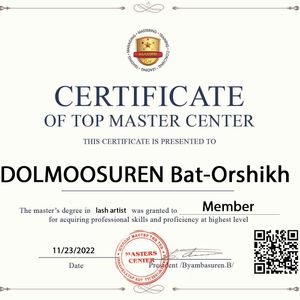 CERTIFICATE
OF TOP MASTER CENTER
THIS CERTIFICATE IS PRESENTED TO
DOLMOOSUREN Bat-Orshikh
The master's degree in lash artist was granted to Member
for acquiring professional skills and proficiency at highest level
11/23/2022
Date
MASTERS
CENTER
President /Byambasuren.B/